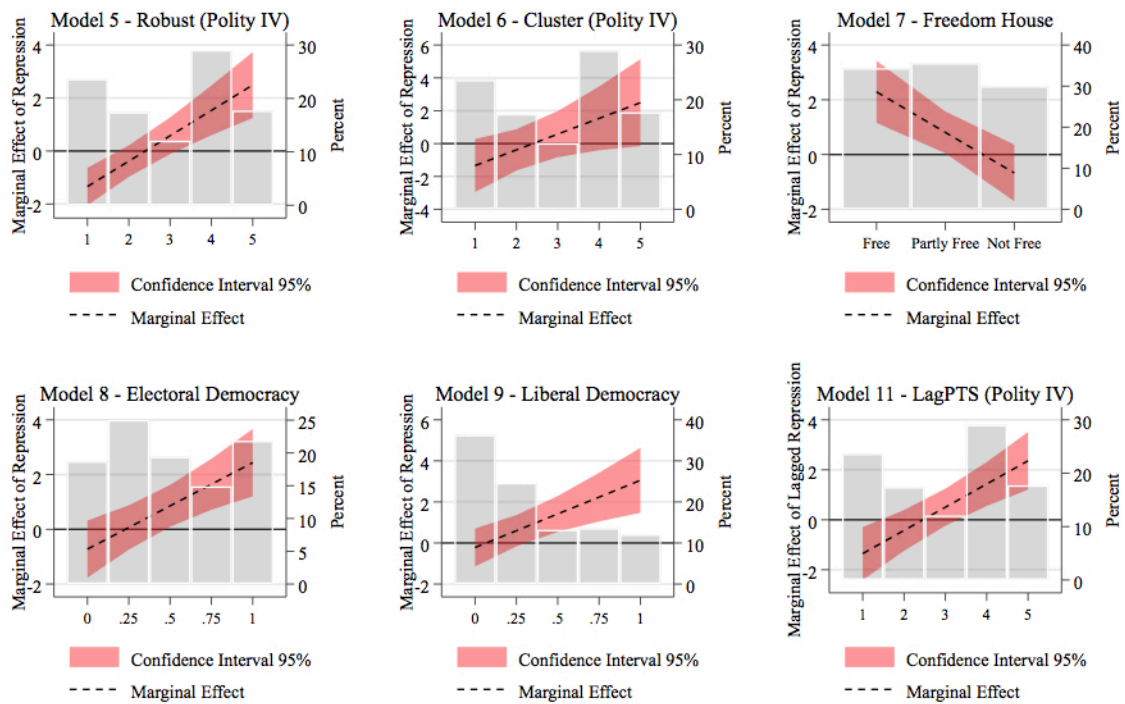 Model 5 - Robust (Polity IV)
Marginal Effect of Repression
4
2
0
-2
30
20
10
0
Percent
1 2 3 4 5
Confidence Interval 95%
Marginal Effect
Model 6 - Cluster (Polity IV)
Marginal Effect of Repression
6
4
2
0
-2
-4
30
20
10
0
Percent
1 2 3 4 5
Confidence Interval 95%
Marginal Effect
Model 7 - Freedom House
Marginal Effect of Repression
4
2
0
-2
40
30
20
10
0
Percent
Free Partly Free Not Free
Confidence Interval 95%
Marginal Effect
Model 8 - Electoral Democracy
Marginal Effect of Repression
4
2
0
-2
25
20
15
10
5
0
Percent
0 .25 .5 .75 1
Confidence Interval 95%
Marginal Effect
Model 9 - Liberal Democracy
Marginal Effect of Repression
6
4
2
0
-2
40
30
20
10
0
Percent
0 .25 .5 .75 1
Confidence Interval 95%
Marginal Effect
Model 11 - LagPTS (Polity IV)
Marginal Effect of Lagged Repression
4
2
0
-2
30
20
10
0
Percent
1 2 3 4 5
Confidence Interval 95%
Marginal Effect